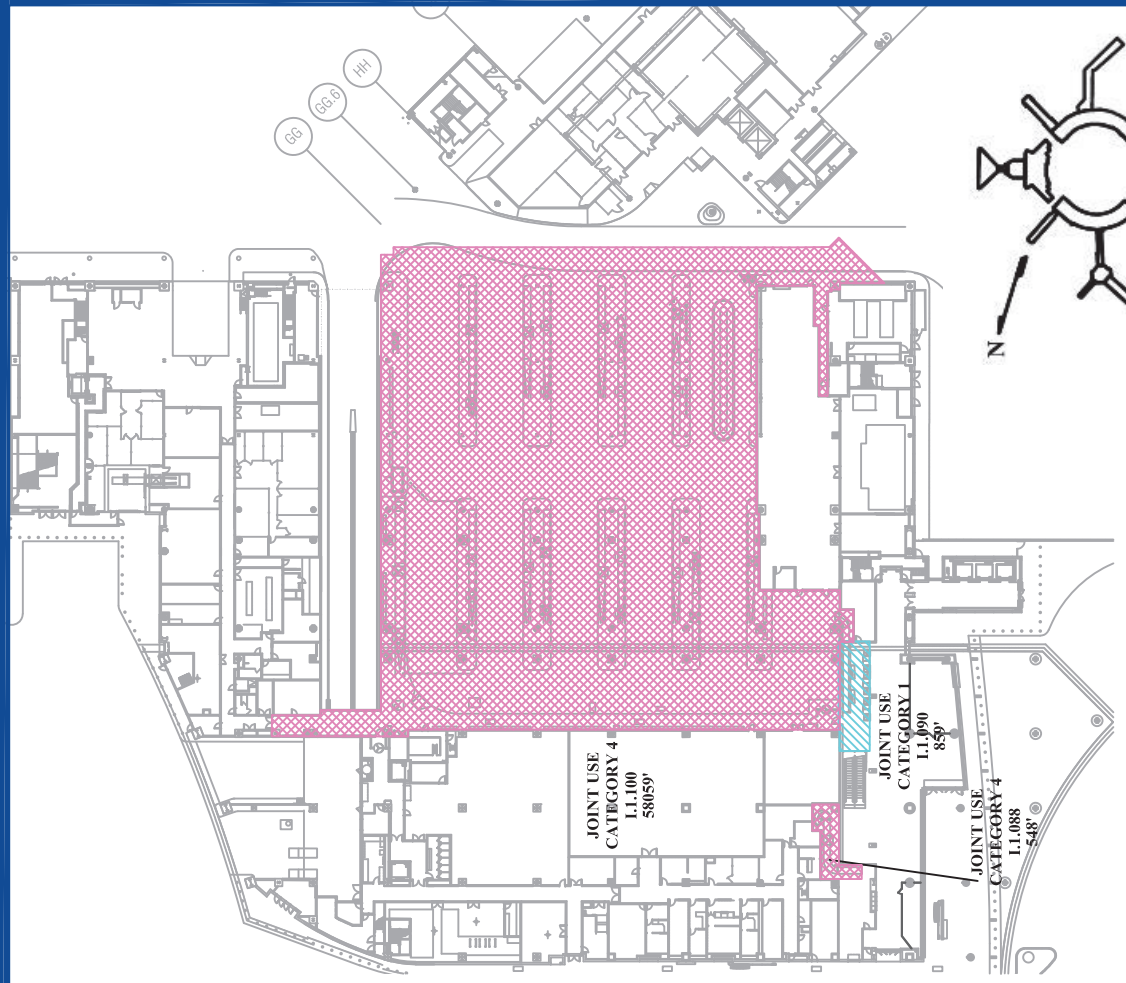 HH
GG.6
GG
N
JOINT USE
CATEGORY 4
I.1.100
58059'
JOINT USE
CATEGORY 1
I.1.090
859'
JOINT USE
CATEGORY 4
I.1.088
548'